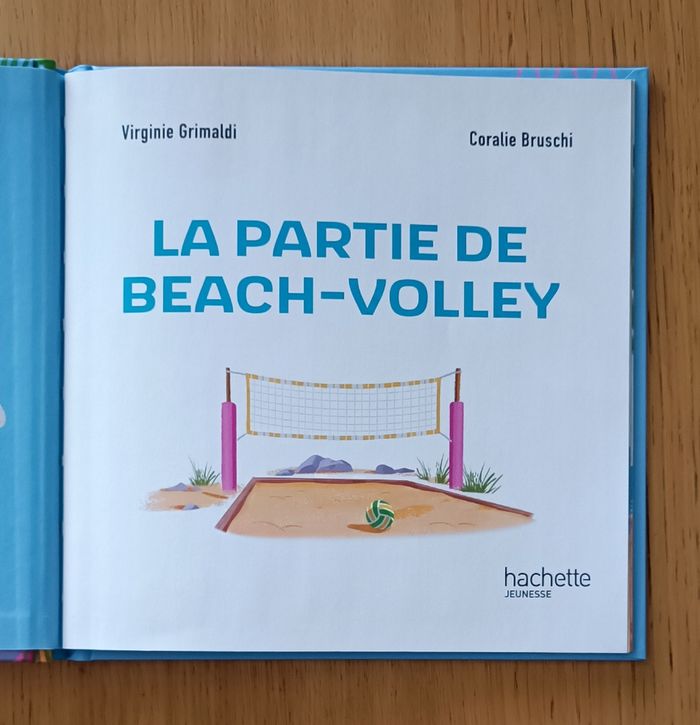 Virginie Grimaldi
Coralie Bruschi
LA PARTIE DE
BEACH-VOLLEY
hachette
JEUNESSE